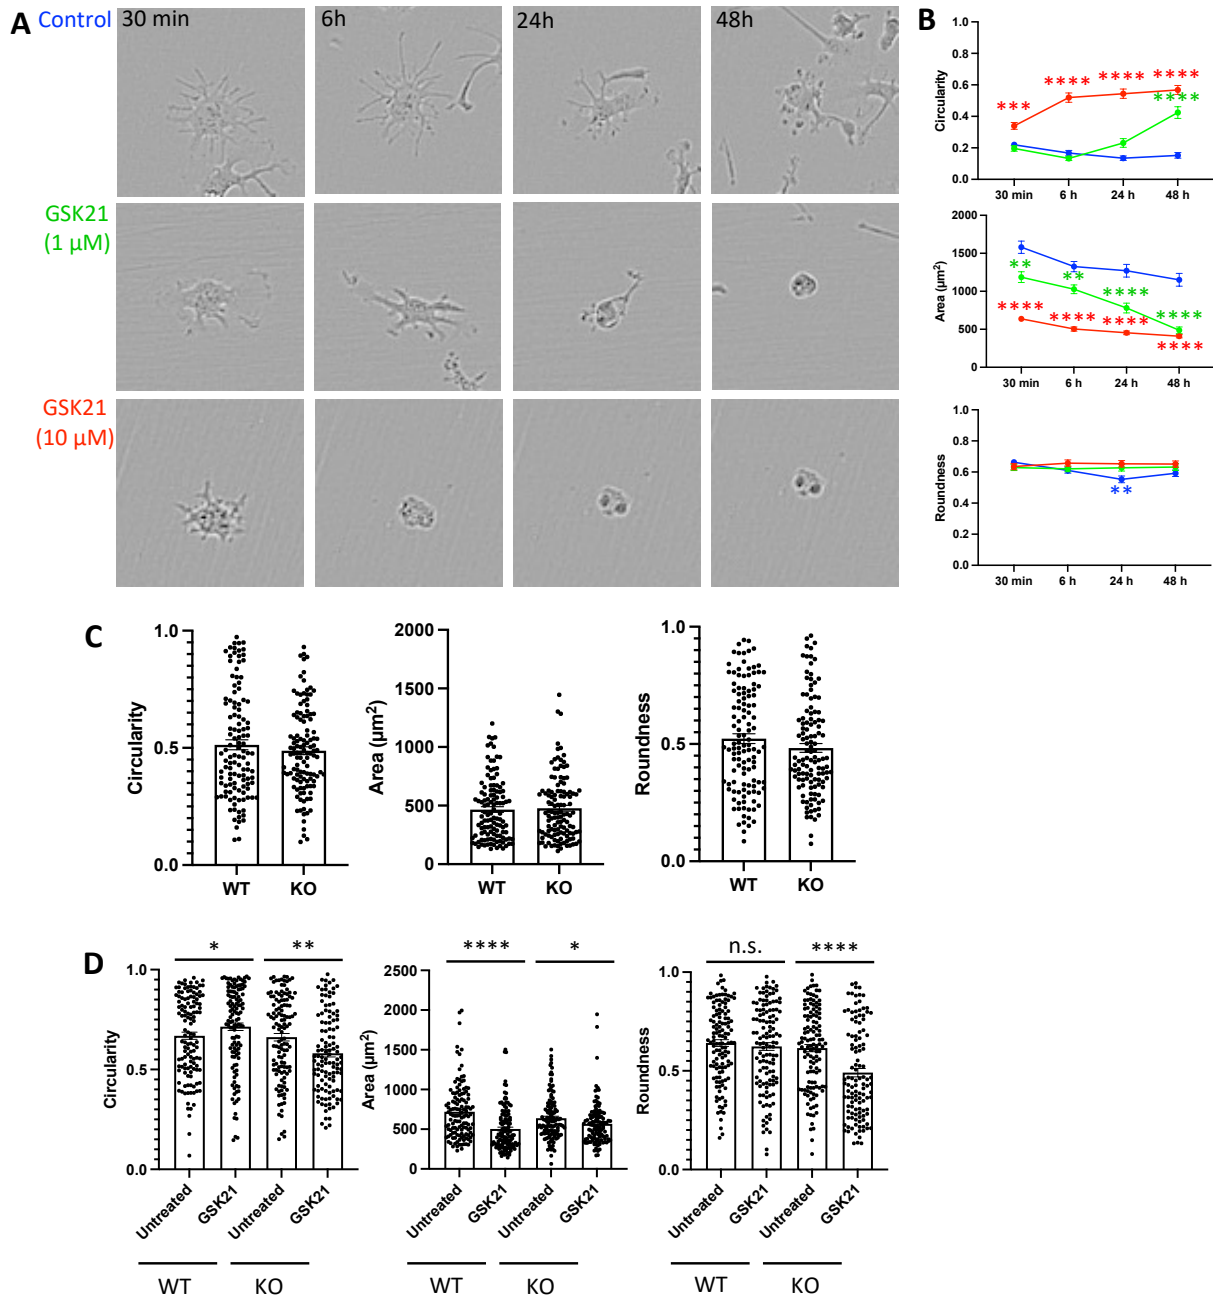 A Control 30 min 6h 24h 48h
GSK21
(1 µM)
GSK21
(10 µM)
B
1.0
0.8
0.6
0.4
0.2
0.0
Circularity
*** **** **** ****
****
30 min 6 h 24 h 48 h
2000
1500
1000
500
0
Area (µm²)
** ** **** ****
**** **** **** ****
30 min 6 h 24 h 48 h
1.0
0.8
0.6
0.4
0.2
0.0
Roundness
**
30 min 6 h 24 h 48 h
C
1.0
0.5
0.0
Circularity
WT KO
2000
1500
1000
500
0
Area (µm²)
WT KO
1.0
0.5
0.0
Roundness
WT KO
D
* **
1.0
0.5
0.0
Circularity
Untreated GSK21 Untreated GSK21
WT KO
**** *
2500
2000
1500
1000
500
0
Area (µm²)
Untreated GSK21 Untreated GSK21
WT KO
n.s. ****
1.0
0.5
0.0
Roundness
Untreated GSK21 Untreated GSK21
WT KO